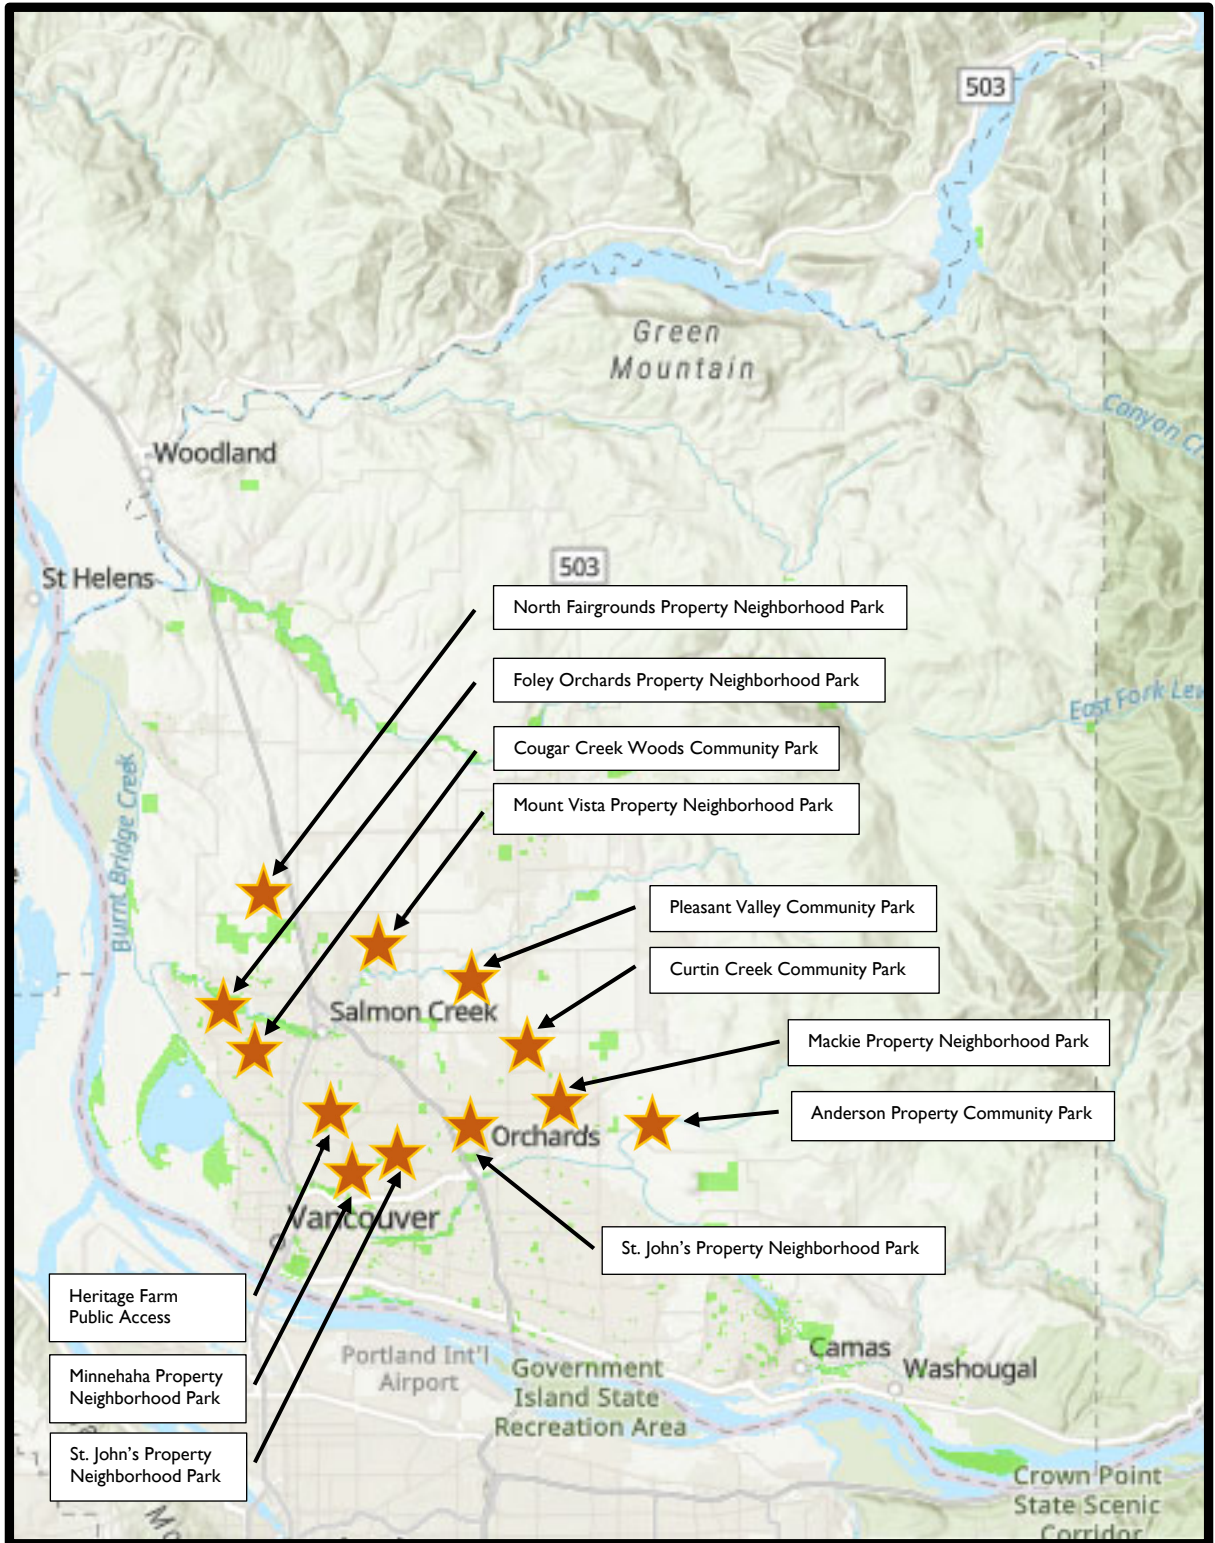 503
Green
Mountain
Canyon
Woodland
503
St Helens
North Fairgrounds Property Neighborhood Park
Foley Orchards Property Neighborhood Park
East Fork
Cougar Creek Woods Community Park
Mount Vista Property Neighborhood Park
Burnt Bridge Creek
Pleasant Valley Community Park
Curtin Creek Community Park
Salmon Creek
Mackie Property Neighborhood Park
Anderson Property Community Park
Orchards
Vancouver
St. John's Property Neighborhood Park
Heritage Farm
Public Access
Minnehaha Property
Neighborhood Park
St. John's Property
Neighborhood Park
Portland Int'l
Airport
Government
Island State
Recreation Area
Camas
Washougal
Crown Point
State Scenic
Corridor